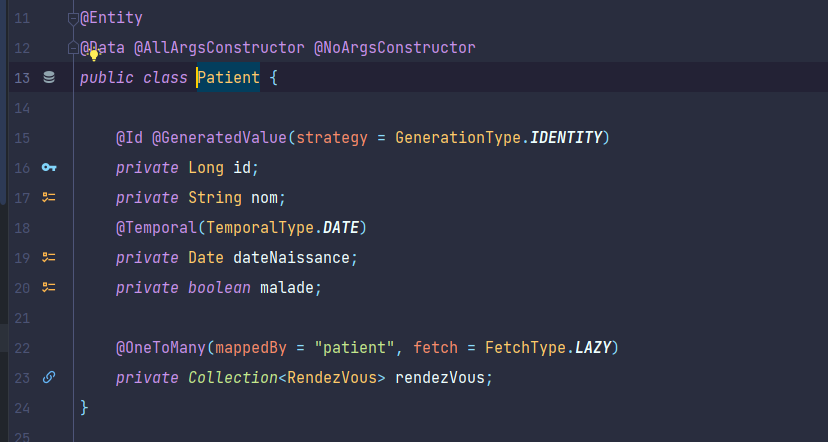 11 @Entity
12 @Data @AllArgsConstructor @NoArgsConstructor
13 public class Patient {
14
15 @Id @GeneratedValue(strategy = GenerationType.IDENTITY)
16 private Long id;
17 private String nom;
18 @Temporal(TemporalType.DATE)
19 private Date dateNaissance;
20 private boolean malade;
21
22 @OneToMany(mappedBy = "patient", fetch = FetchType.LAZY)
23 private Collection<RendezVous> rendezVous;
24 }
25